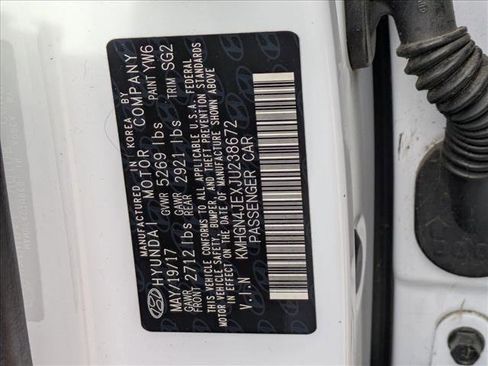 MANUFACTURED IN KOREA BY
HYUNDAI MOTOR COMPANY
MAY/19/17 GVWR 5269 lbs PAINT YW6
GAWR FRONT 2712 lbs GAWR REAR 2921 lbs TRIM SG2
THIS VEHICLE CONFORMS TO ALL APPLICABLE U.S.A. FEDERAL
MOTOR VEHICLE SAFETY, BUMPER, AND THEFT PREVENTION STANDARDS
IN EFFECT ON THE DATE OF MANUFACTURE SHOWN ABOVE
V.I.N KMHGN4JEXJU238672
PASSENGER CAR